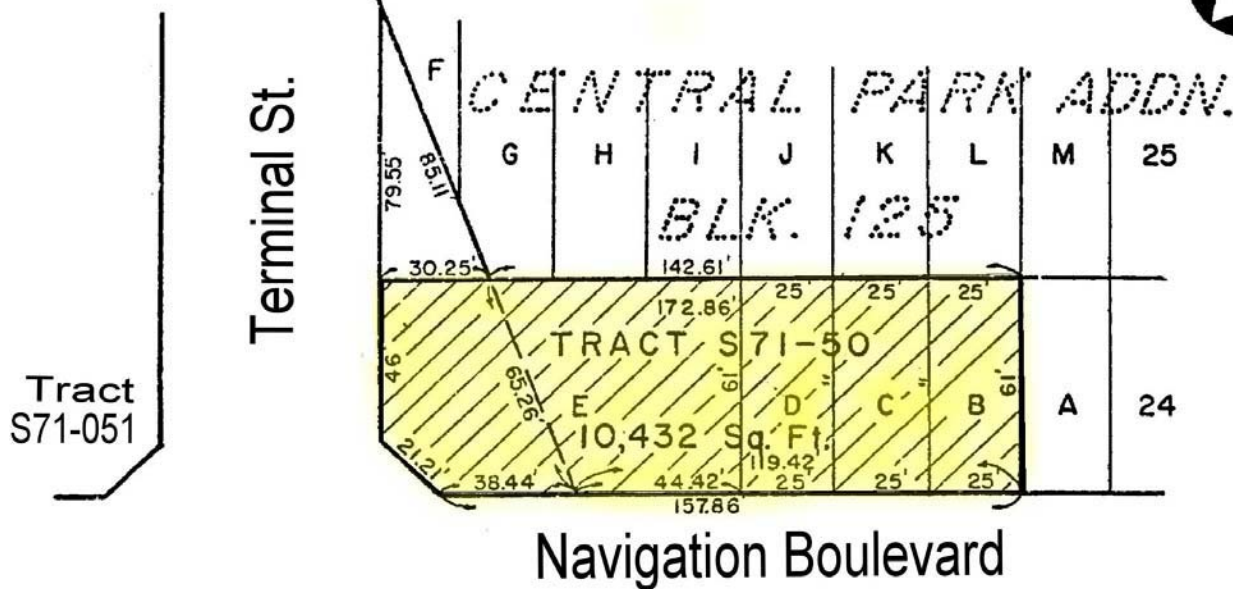 Terminal St.
F
CENTRAL PARK ADDN.
G H I J K L M 25
BLK. 125
79.55'
85.11'
30.25'
142.61'
172.86'
25' 25' 25'
TRACT S71-50
46'
65.26'
61'
61'
E D " C " B A 24
10,432 Sq. Ft.
119.42'
Tract
S71-051
21.21'
38.44' 44.42' 25' 25' 25'
157.86
Navigation Boulevard